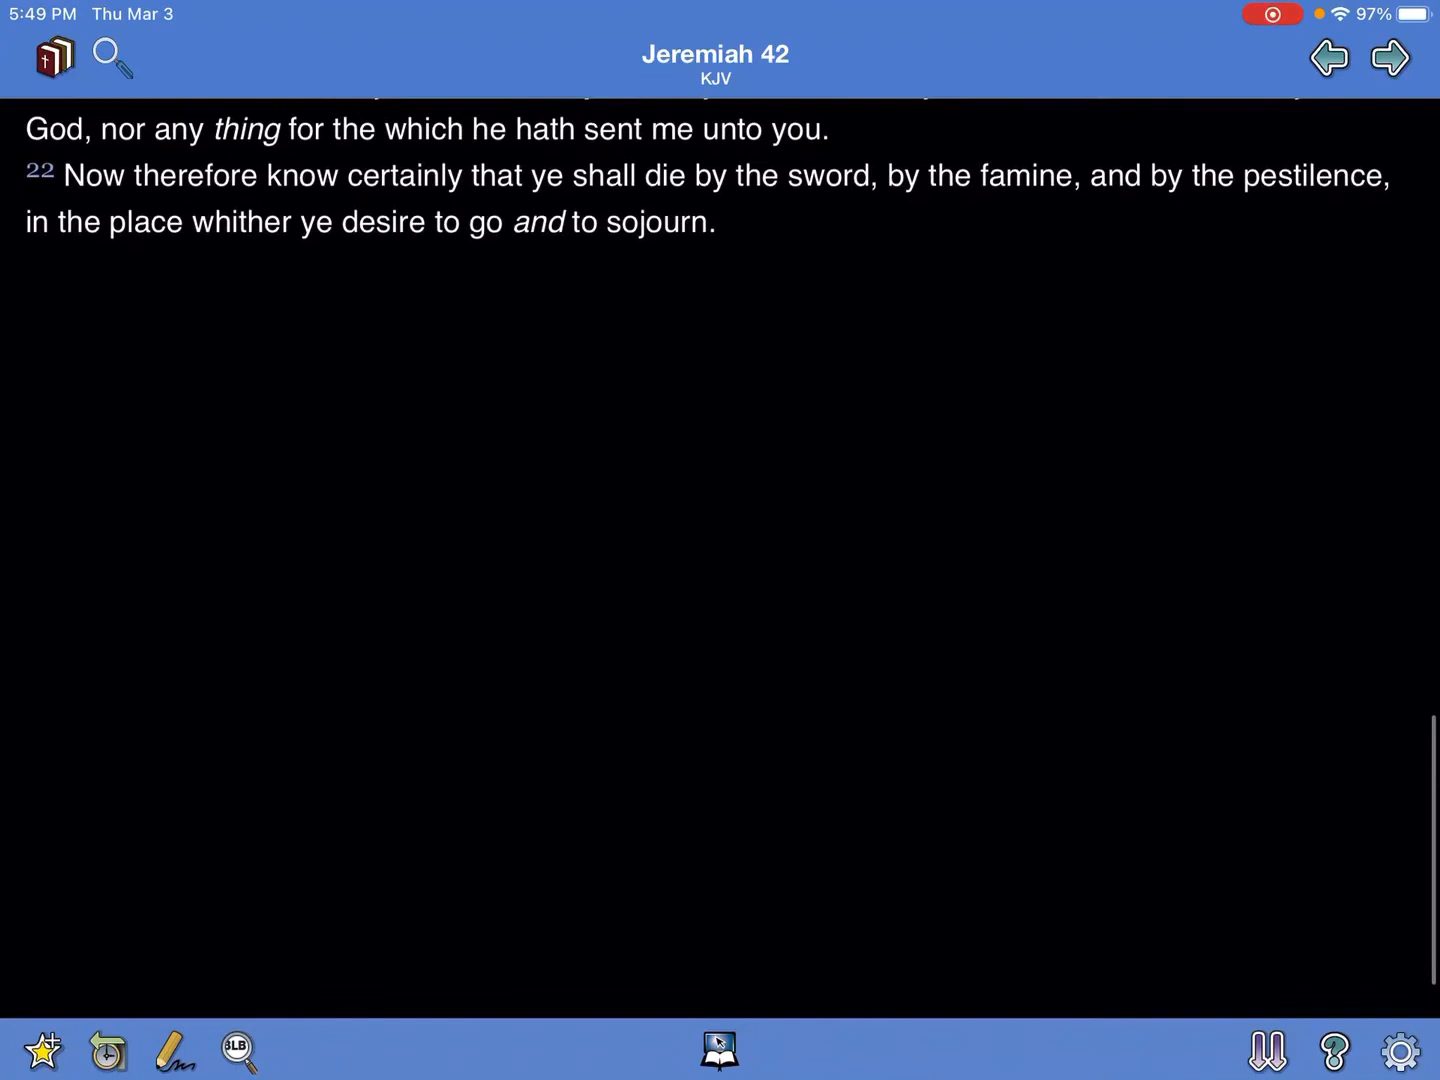 5:49 PM Thu Mar 3
97%
Jeremiah 42
KJV
God, nor any thing for the which he hath sent me unto you.
22 Now therefore know certainly that ye shall die by the sword, by the famine, and by the pestilence,
in the place whither ye desire to go and to sojourn.
BLB